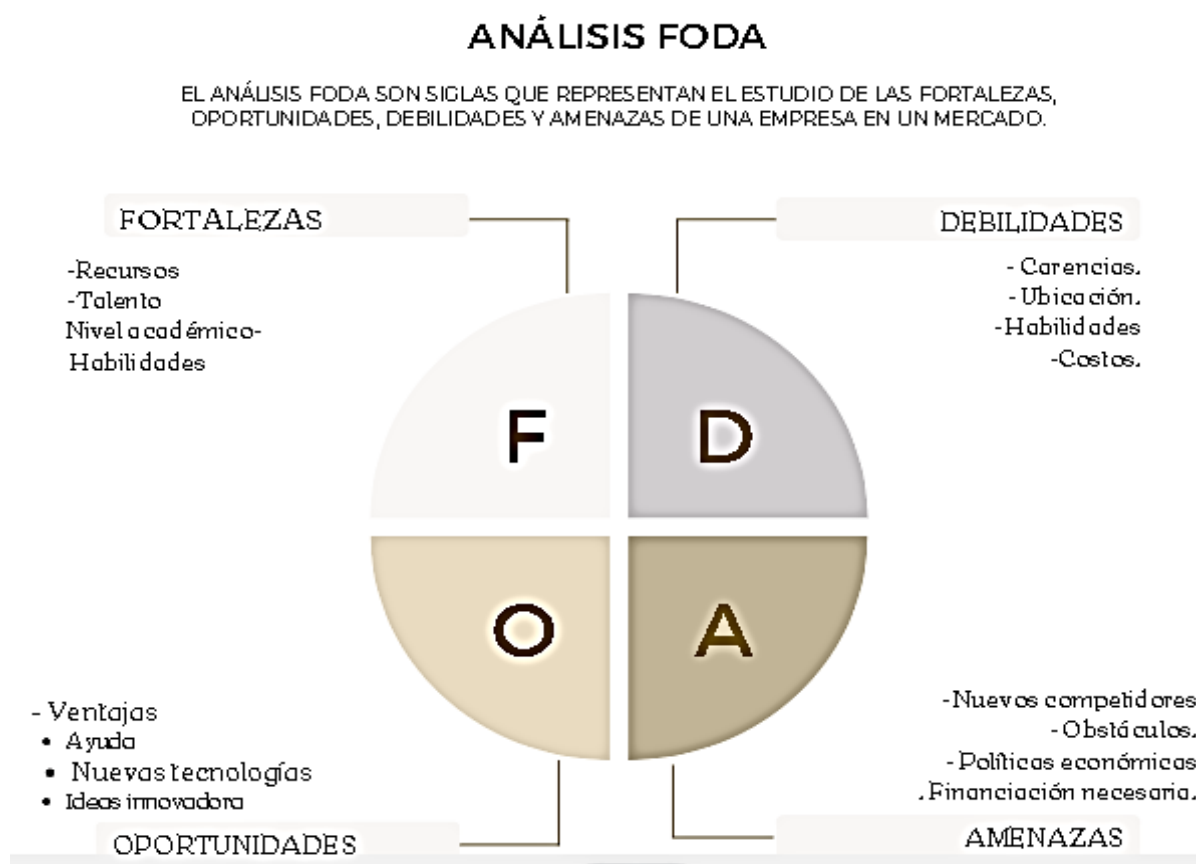 ANÁLISIS FODA
EL ANÁLISIS FODA SON SIGLAS QUE REPRESENTAN EL ESTUDIO DE LAS FORTALEZAS,
OPORTUNIDADES, DEBILIDADES Y AMENAZAS DE UNA EMPRESA EN UN MERCADO.
FORTALEZAS
-Recursos
-Talento
Nivel académico-
Habilidades
DEBILIDADES
- Carencias.
- Ubicación.
-Habilidades
-Costos.
F
D
O
A
- Ventajas
• Ayuda
• Nuevas tecnologías
• Ideas innovadora
OPORTUNIDADES
-Nuevos competidores
- Obstáculos.
- Políticas económicas
. Financiación necesaria.
AMENAZAS